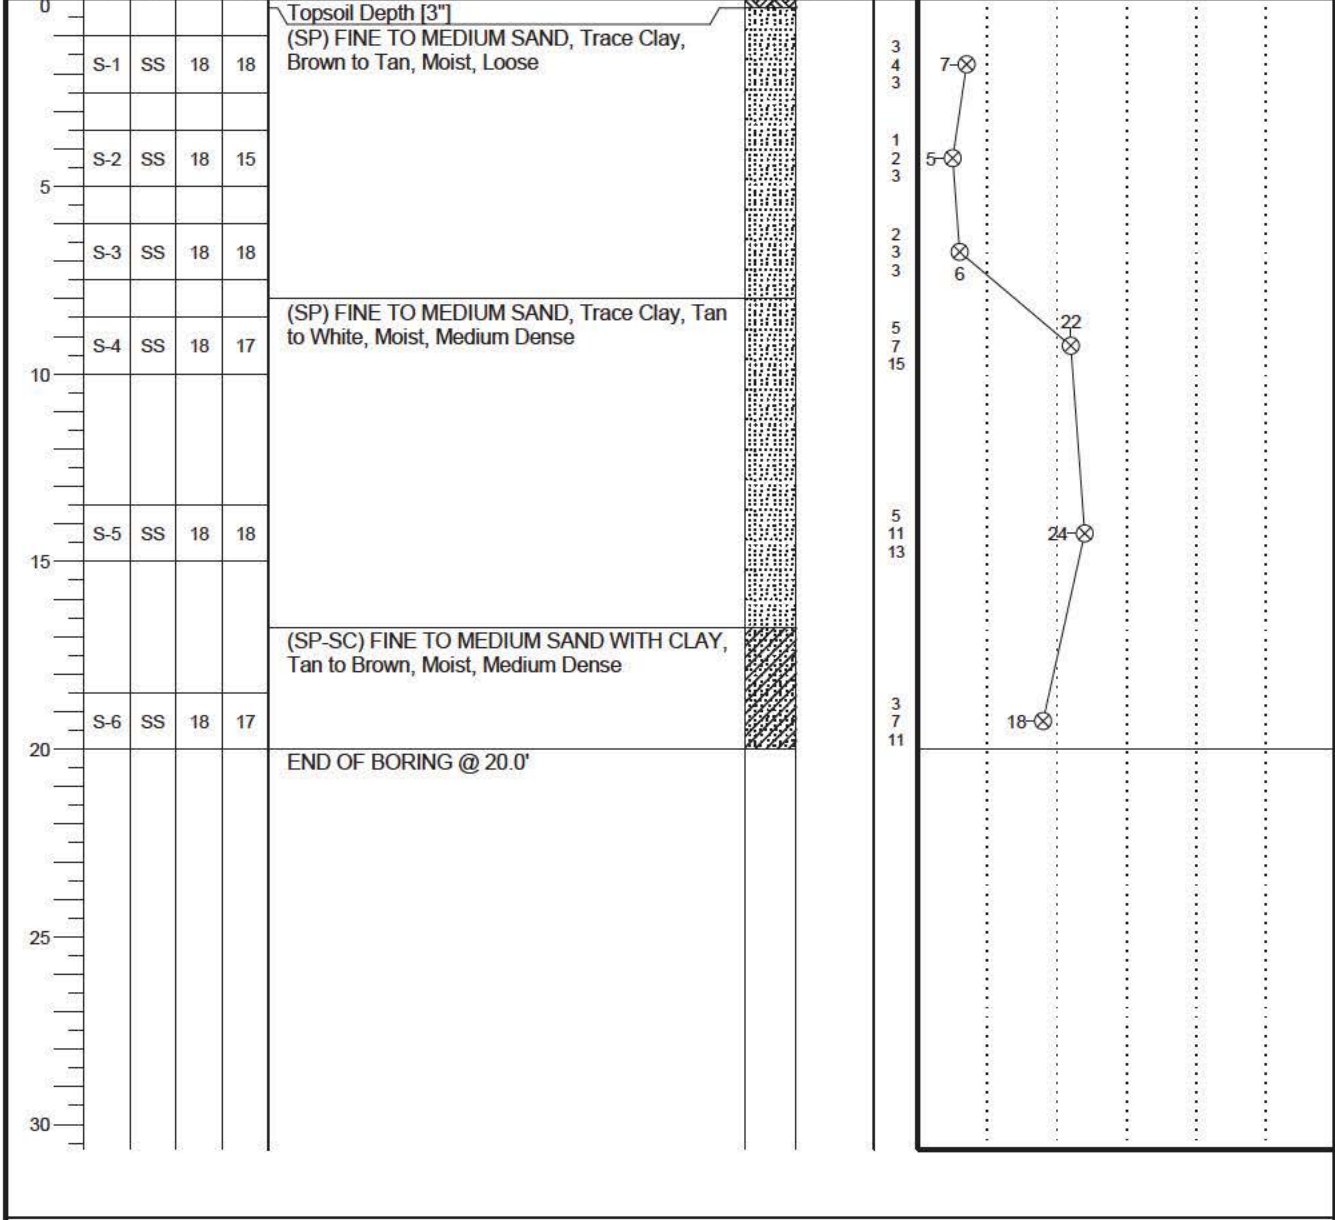 0
Topsoil Depth [3"]
(SP) FINE TO MEDIUM SAND, Trace Clay,
Brown to Tan, Moist, Loose
S-1 SS 18 18
3
4
3
7
S-2 SS 18 15
1
2
3
5
5
S-3 SS 18 18
2
3
3
6
(SP) FINE TO MEDIUM SAND, Trace Clay, Tan
to White, Moist, Medium Dense
S-4 SS 18 17
5
7
15
22
10
S-5 SS 18 18
5
11
13
24
15
(SP-SC) FINE TO MEDIUM SAND WITH CLAY,
Tan to Brown, Moist, Medium Dense
S-6 SS 18 17
3
7
11
18
20
END OF BORING @ 20.0'
25
30